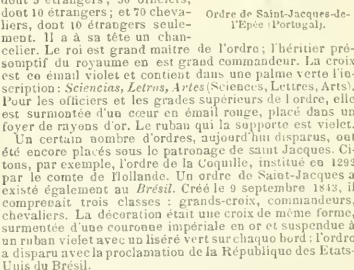 dont 3 étrangers ; 30 officiers,
dont 10 étrangers ; et 70 cheva-
liers, dont 10 étrangers seule-
ment. Il a à sa tête un chan-
Ordre de Saint-Jacques-de-
l'Epée (Portugal).
celier. Le roi est grand maître de l'ordre ; l'héritier pré-
somptif du royaume en est grand commandeur. La croix
est en émail violet et contient dans une palme verte l'in-
scription : Sciencias, Letras, Artes (Sciences, Lettres, Arts).
Pour les officiers et les grades supérieurs de l ordre, elle
est surmontée d'un cœur en émail rouge, placé dans un
foyer de rayons d'or. Le ruban qui la supporte est violet.
Un certain nombre d'ordres, aujourd'hui disparus, ont
été encore placés sous le patronage de saint Jacques. Ci-
tons, par exemple, l'ordre de la Coquille, institué en 1292
par le comte de Hollande. Un ordre de Saint-Jacques a
existé également au Brésil. Créé le 9 septembre 1843, il
comprenait trois classes : grands-croix, commandeurs,
chevaliers. La décoration était une croix de même forme,
surmontée d'une couronne impériale en or et suspendue à
un ruban violet avec un liséré vert sur chaque bord : l'ordre
a disparu avec la proclamation de la République des Etats-
Unis du Brésil.